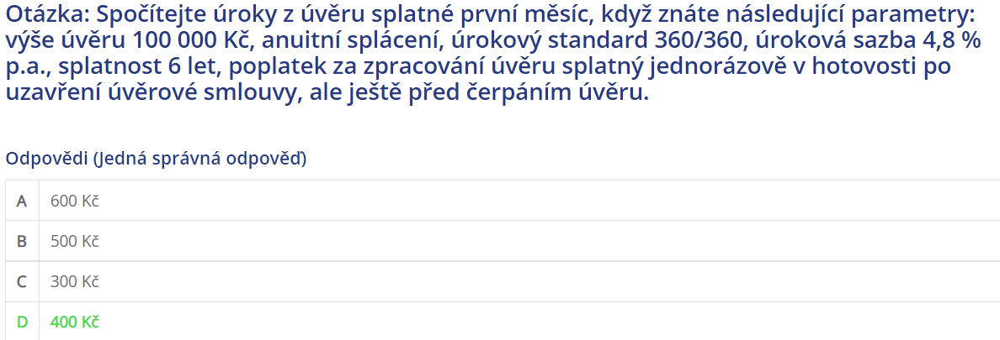 Otázka: Spočítejte úroky z úvěru splatné první měsíc, když znáte následující parametry:
výše úvěru 100 000 Kč, anuitní splácení, úrokový standard 360/360, úroková sazba 4,8 %
p.a., splatnost 6 let, poplatek za zpracování úvěru splatný jednorázově v hotovosti po
uzavření úvěrové smlouvy, ale ještě před čerpáním úvěru.
Odpovědi (Jedná správná odpověď)
A 600 Kč
B 500 Kč
C 300 Kč
D 400 Kč